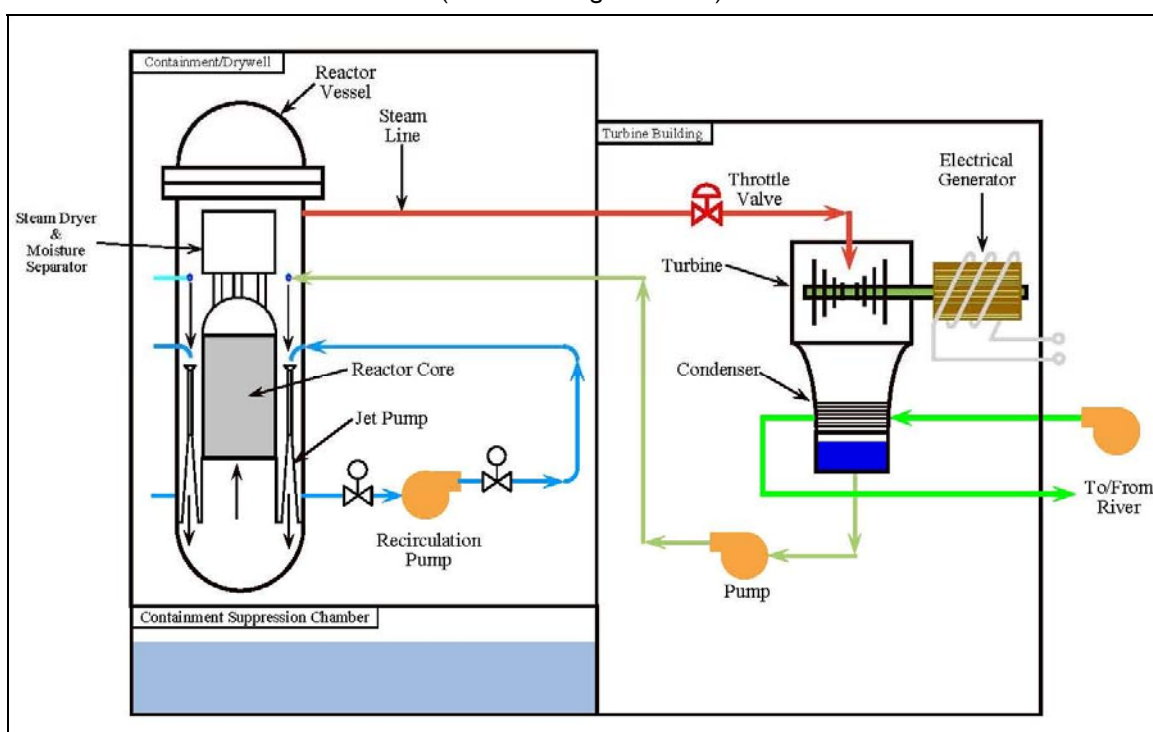 Containment/Drywell
Reactor
Vessel
Steam
Line
Turbine Building
Electrical
Generator
Throttle
Valve
Steam Dryer
&
Moisture
Separator
Turbine
Reactor Core
Condenser
Jet Pump
To/From
River
Recirculation
Pump
Pump
Containment Suppression Chamber